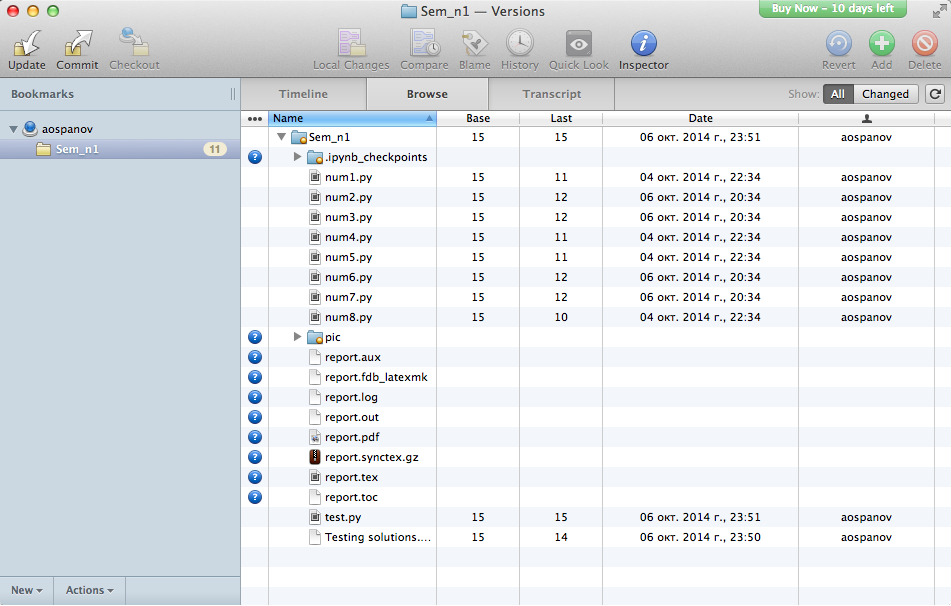 Sem_n1 — Versions
Buy Now – 10 days left
Update Commit Checkout Local Changes Compare Blame History Quick Look Inspector Revert Add Delete
Bookmarks Timeline Browse Transcript Show: All Changed
aospanov
Sem_n1 11
Name Base Last Date
Sem_n1 15 15 06 окт. 2014 г., 23:51 aospanov
.ipynb_checkpoints
num1.py 15 11 04 окт. 2014 г., 22:34 aospanov
num2.py 15 12 06 окт. 2014 г., 20:34 aospanov
num3.py 15 12 06 окт. 2014 г., 20:34 aospanov
num4.py 15 11 04 окт. 2014 г., 22:34 aospanov
num5.py 15 11 04 окт. 2014 г., 22:34 aospanov
num6.py 15 12 06 окт. 2014 г., 20:34 aospanov
num7.py 15 12 06 окт. 2014 г., 20:34 aospanov
num8.py 15 10 04 окт. 2014 г., 22:34 aospanov
pic
report.aux
report.fdb_latexmk
report.log
report.out
report.pdf
report.synctex.gz
report.tex
report.toc
test.py 15 15 06 окт. 2014 г., 23:51 aospanov
Testing solutions.... 15 14 06 окт. 2014 г., 23:50 aospanov
New Actions